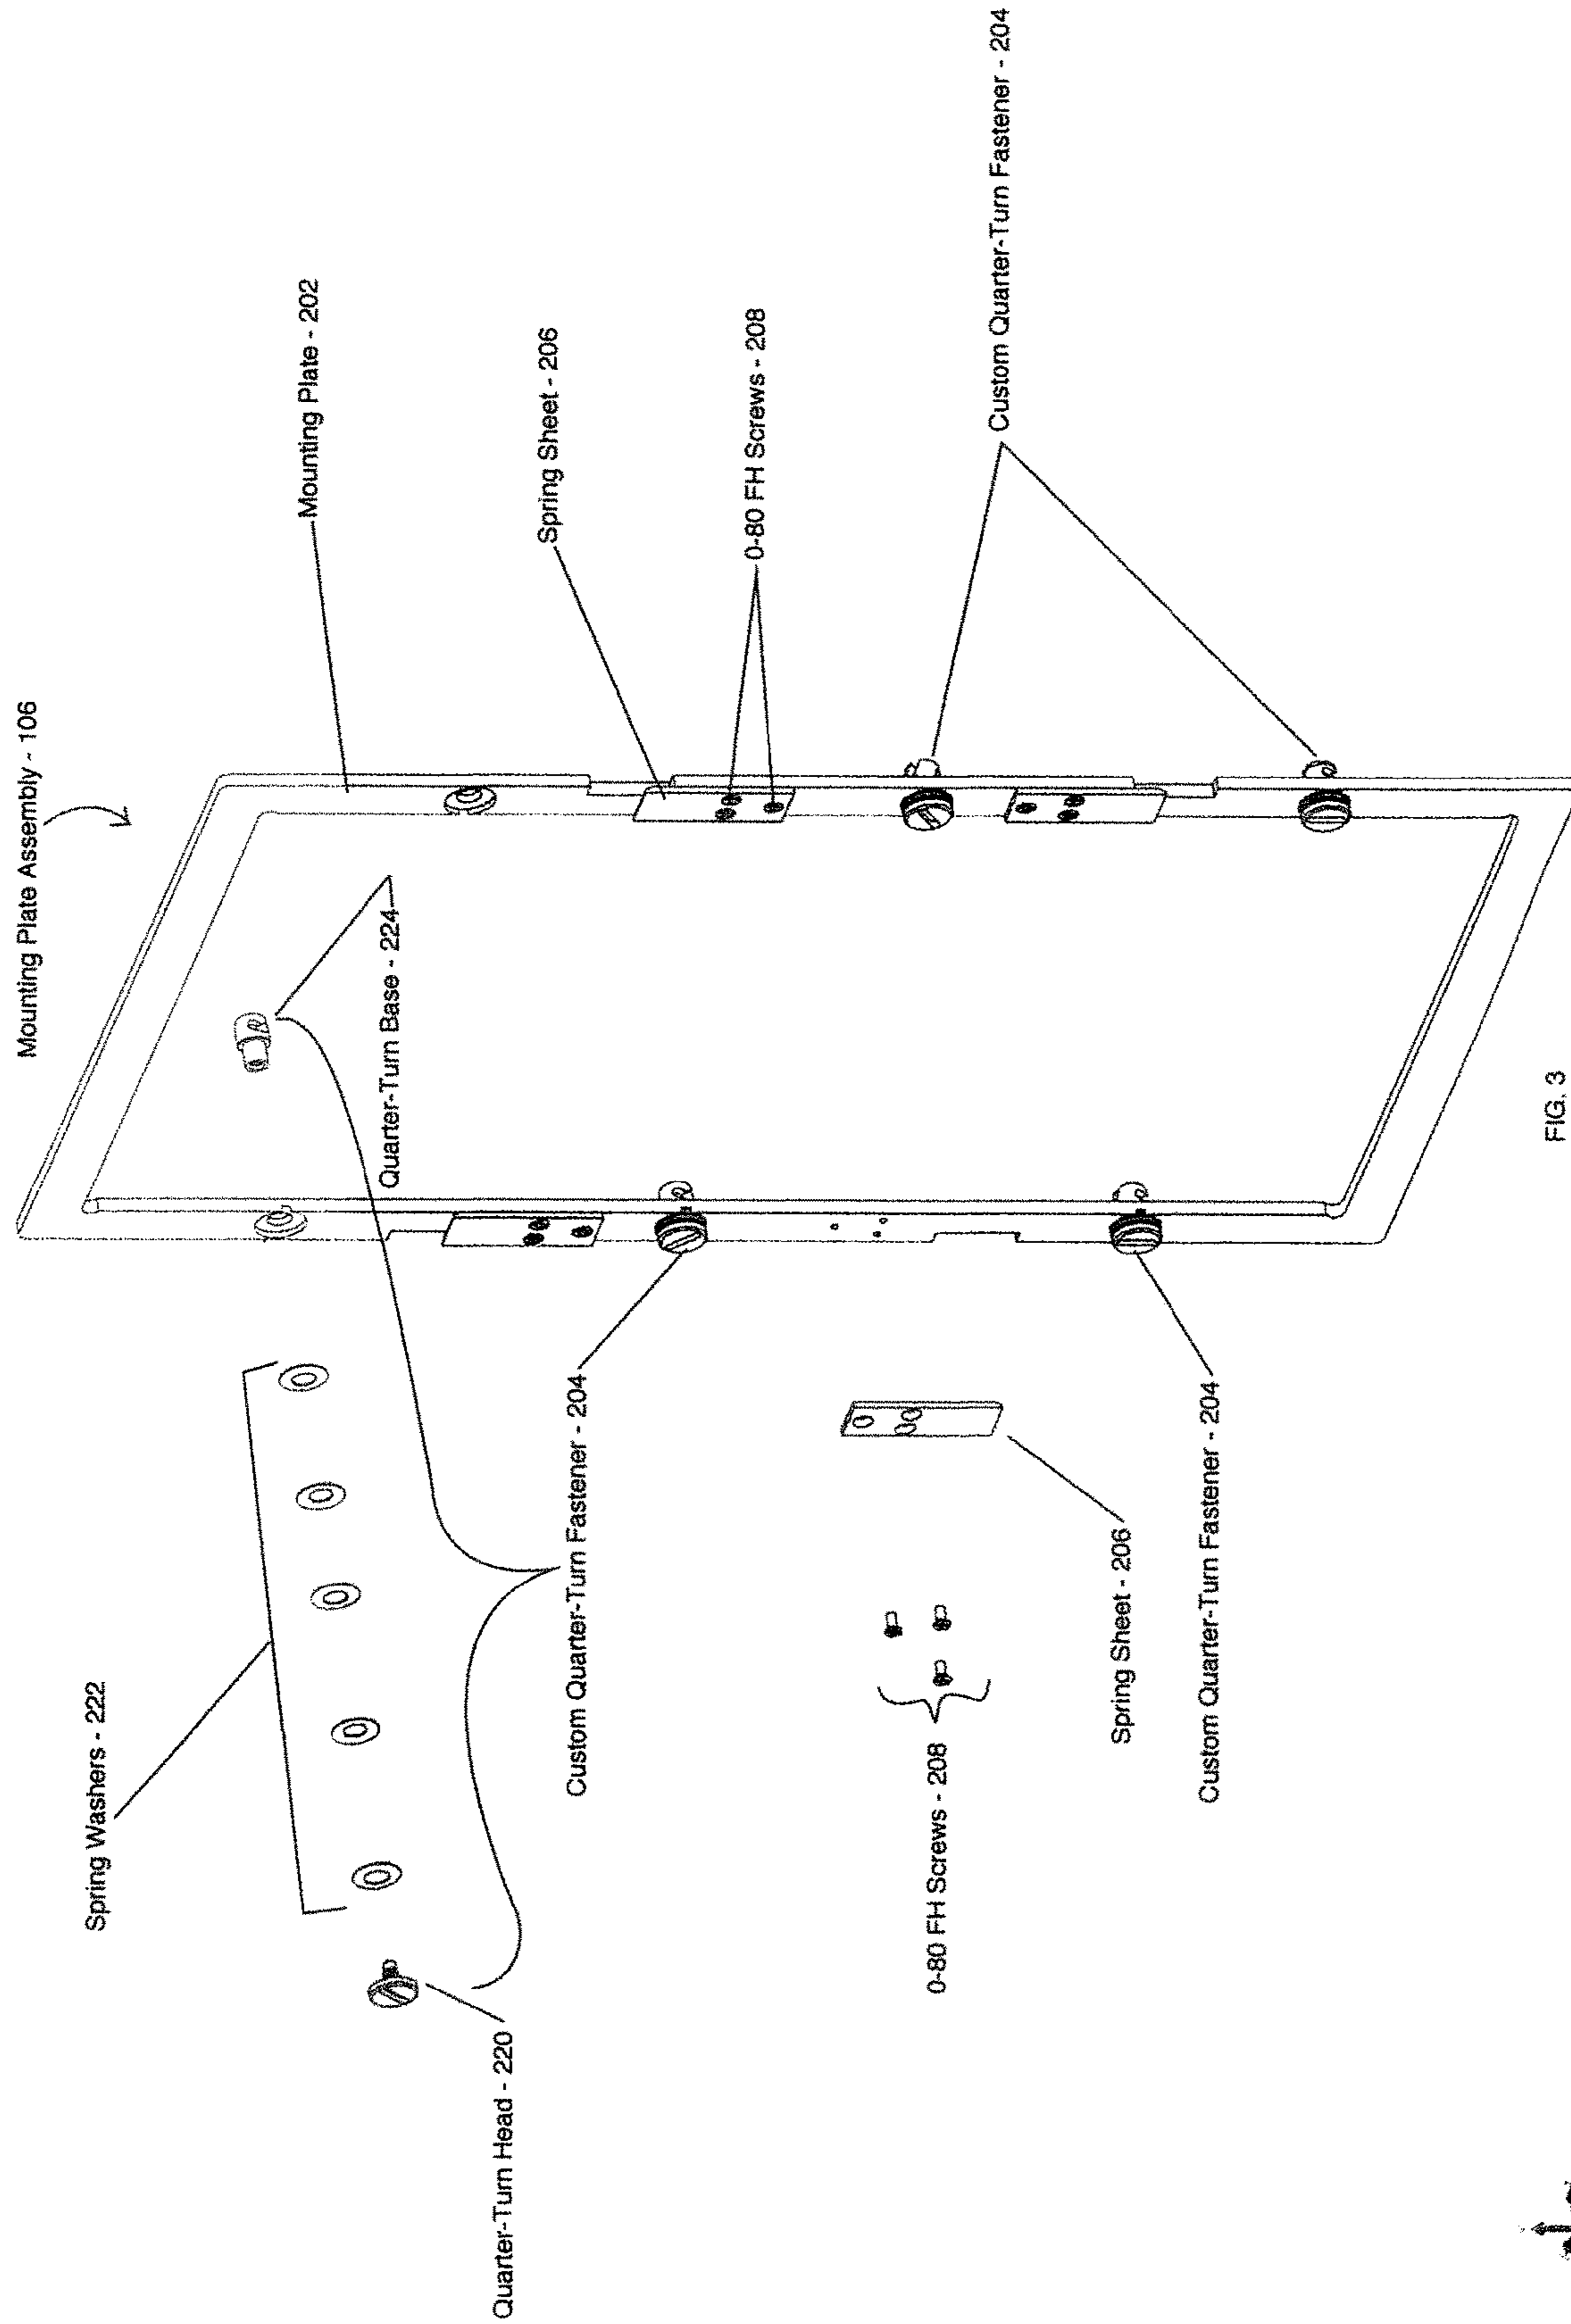 Mounting Plate Assembly - 106
Mounting Plate - 202
Spring Sheet - 206
0-80 FH Screws - 208
Custom Quarter-Turn Fastener - 204
Quarter-Turn Base - 224
Spring Washers - 222
Quarter-Turn Head - 220
Custom Quarter-Turn Fastener - 204
0-80 FH Screws - 208
Spring Sheet - 206
Custom Quarter-Turn Fastener - 204
FIG. 3